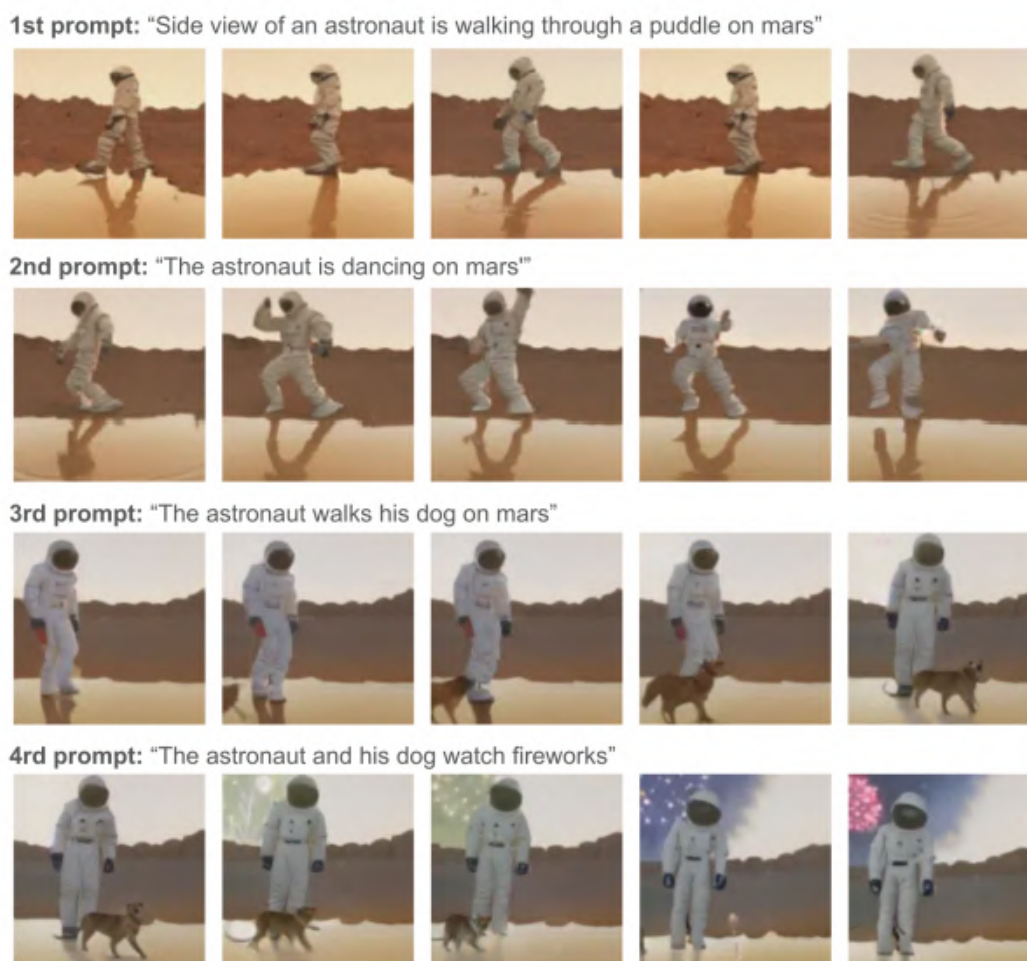 1st prompt: “Side view of an astronaut is walking through a puddle on mars”
2nd prompt: “The astronaut is dancing on mars'”
3rd prompt: “The astronaut walks his dog on mars”
4rd prompt: “The astronaut and his dog watch fireworks”